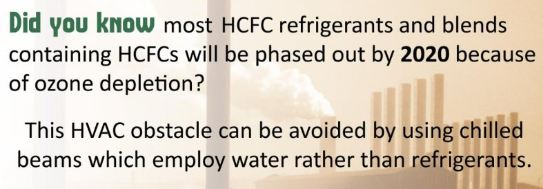 Did you know most HCFC refrigerants and blends
containing HCFCs will be phased out by 2020 because
of ozone depletion?
This HVAC obstacle can be avoided by using chilled
beams which employ water rather than refrigerants.